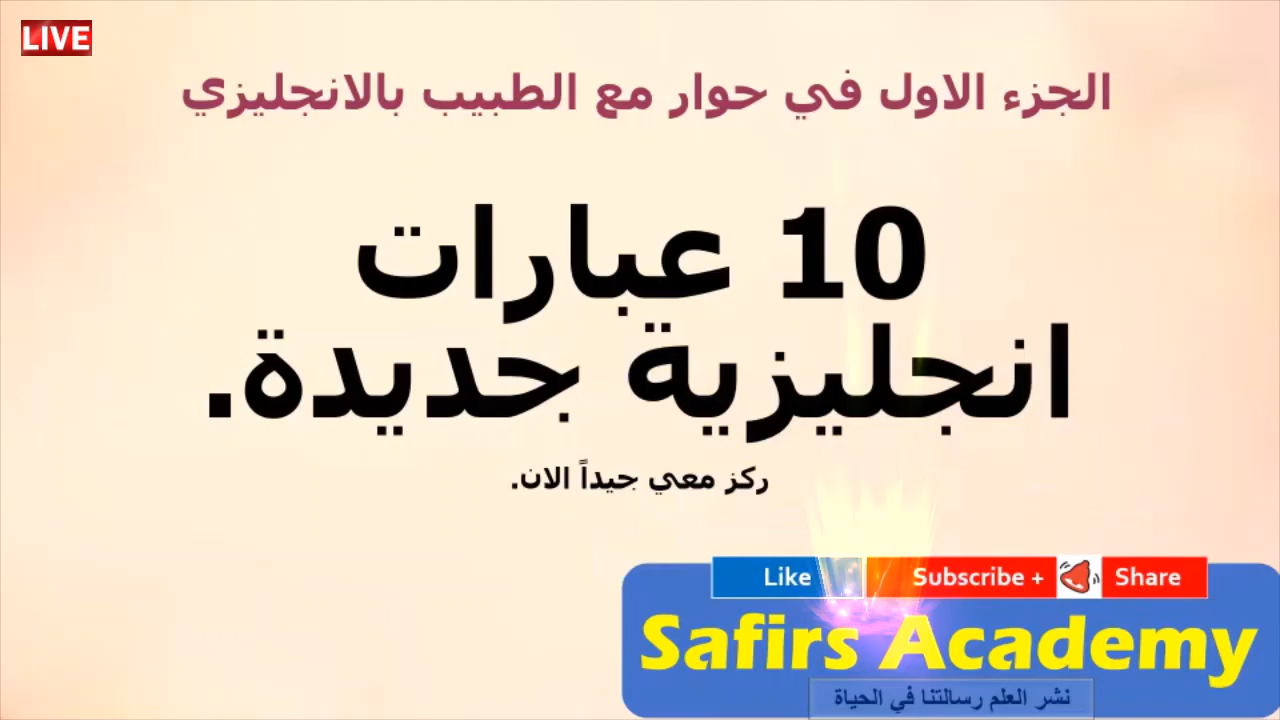 LIVE
الجزء الاول في حوار مع الطبيب بالانجليزي
10 عبارات
انجليزية جديدة.
ركز معي جيداً الان.
Like Subscribe + Share
Safirs Academy
نشر العلم رسالتنا في الحياة